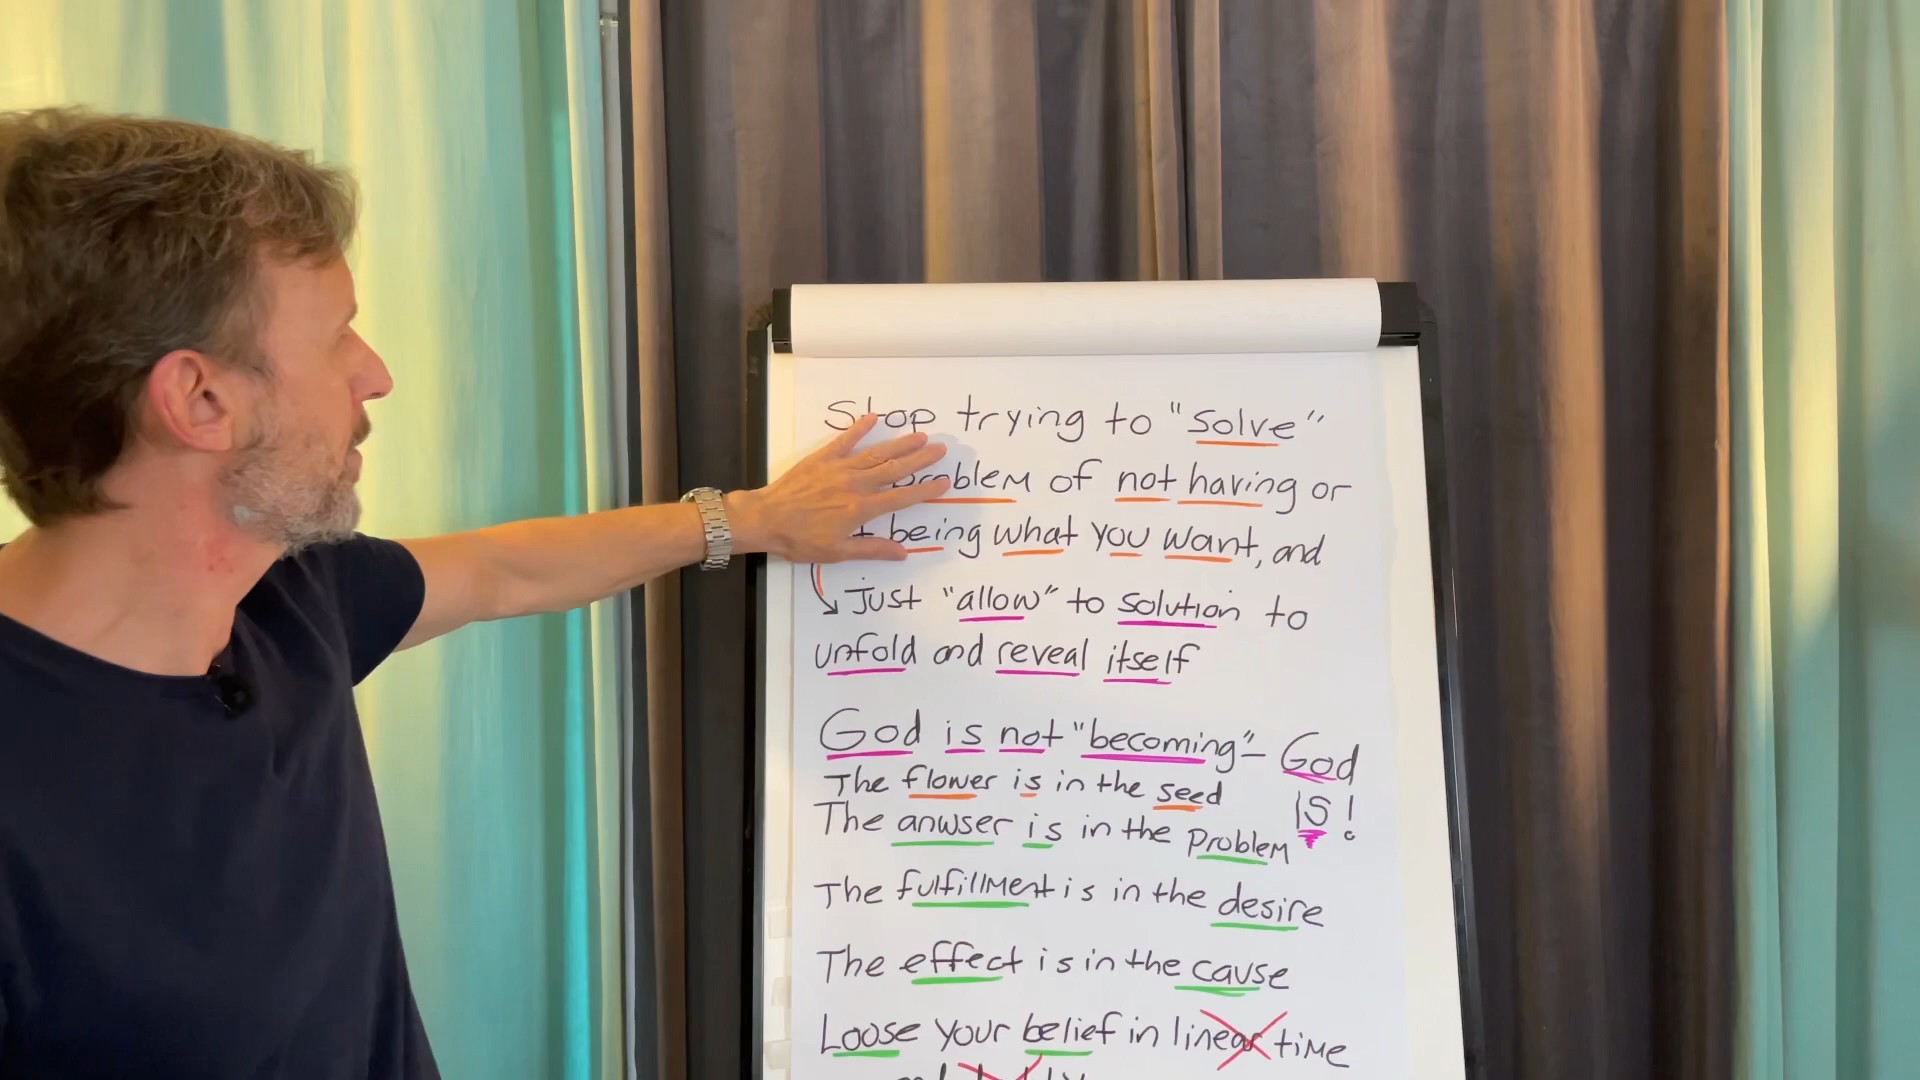 Stop trying to "solve"
problem of not having or
being what you want, and
just "allow" to solution to
unfold and reveal itself
God is not "becoming" – God
IS!
The flower is in the seed
The anwser is in the problem
The fulfillment is in the desire
The effect is in the cause
Loose your belief in linear time